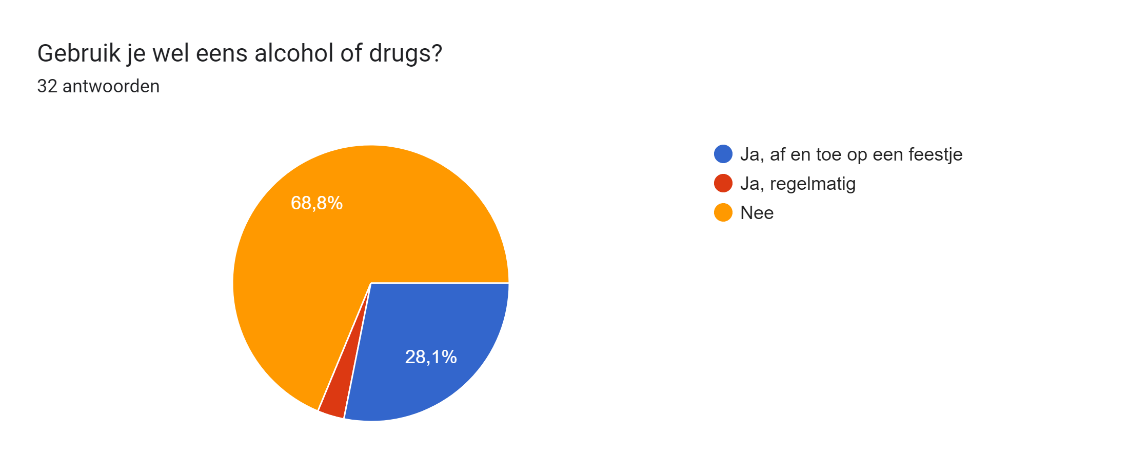 Gebruik je wel eens alcohol of drugs?
32 antwoorden
68,8%
28,1%
Ja, af en toe op een feestje
Ja, regelmatig
Nee